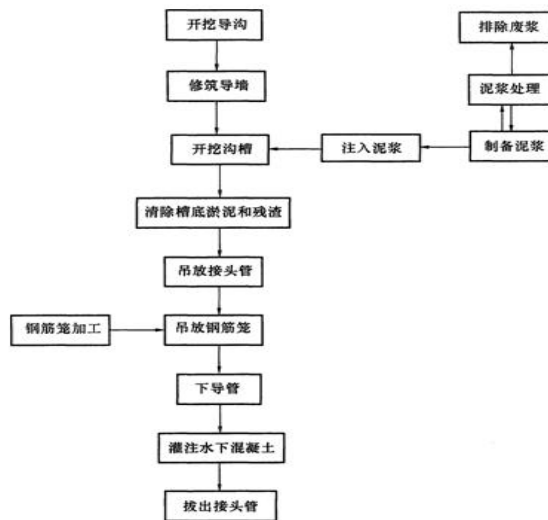 开挖导沟
排除废浆
修筑导墙
泥浆处理
开挖沟槽
注入泥浆
制备泥浆
清除槽底淤泥和残渣
吊放接头管
钢筋笼加工
吊放钢筋笼
下导管
灌注水下混凝土
拔出接头管